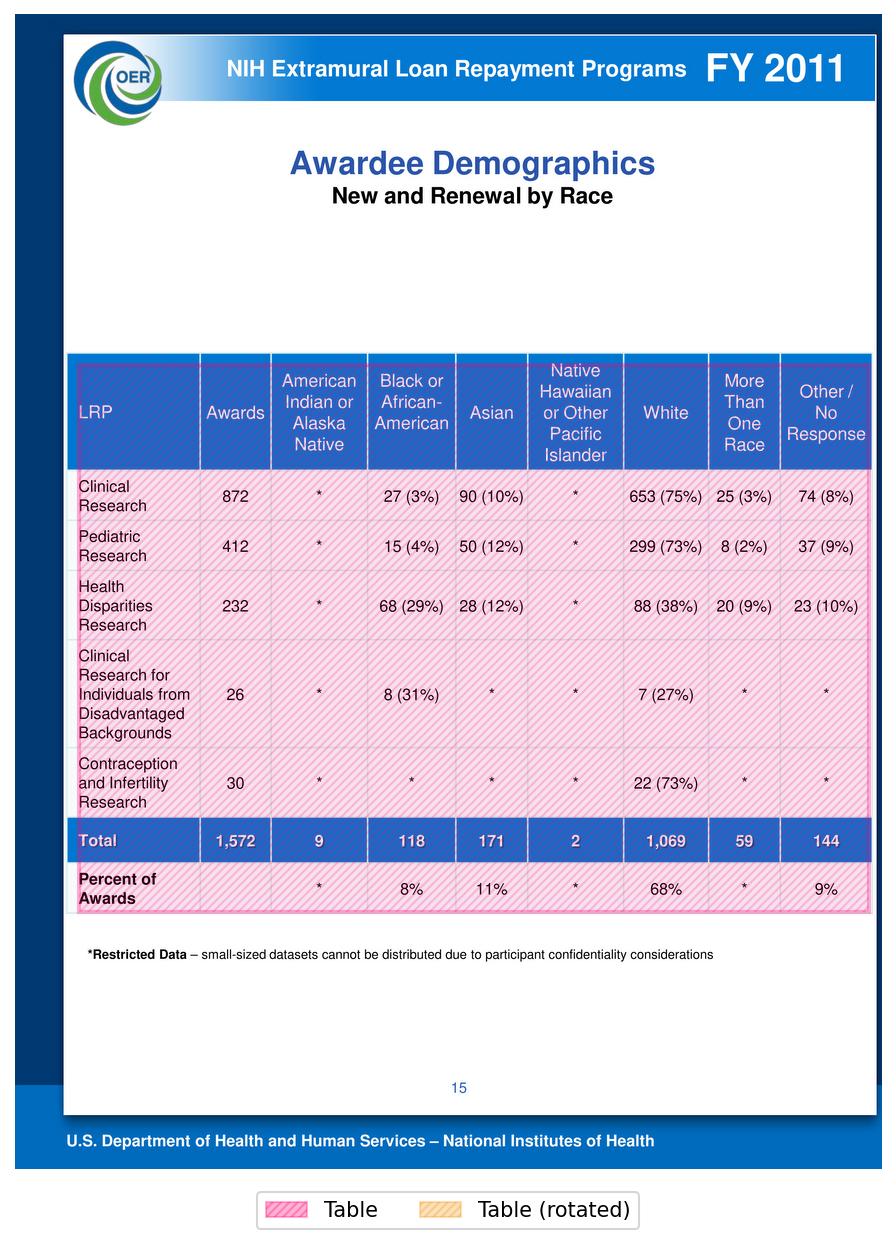 OER
NIH Extramural Loan Repayment Programs FY 2011
Awardee Demographics
New and Renewal by Race
LRP Awards American Indian or Alaska Native Black or African-American Asian Native Hawaiian or Other Pacific Islander White More Than One Race Other / No Response
Clinical Research 872 * 27 (3%) 90 (10%) * 653 (75%) 25 (3%) 74 (8%)
Pediatric Research 412 * 15 (4%) 50 (12%) * 299 (73%) 8 (2%) 37 (9%)
Health Disparities Research 232 * 68 (29%) 28 (12%) * 88 (38%) 20 (9%) 23 (10%)
Clinical Research for Individuals from Disadvantaged Backgrounds 26 * 8 (31%) * * 7 (27%) * *
Contraception and Infertility Research 30 * * * * 22 (73%) * *
Total 1,572 9 118 171 2 1,069 59 144
Percent of Awards * 8% 11% * 68% * 9%
*Restricted Data – small-sized datasets cannot be distributed due to participant confidentiality considerations
15
U.S. Department of Health and Human Services – National Institutes of Health
Table Table (rotated)